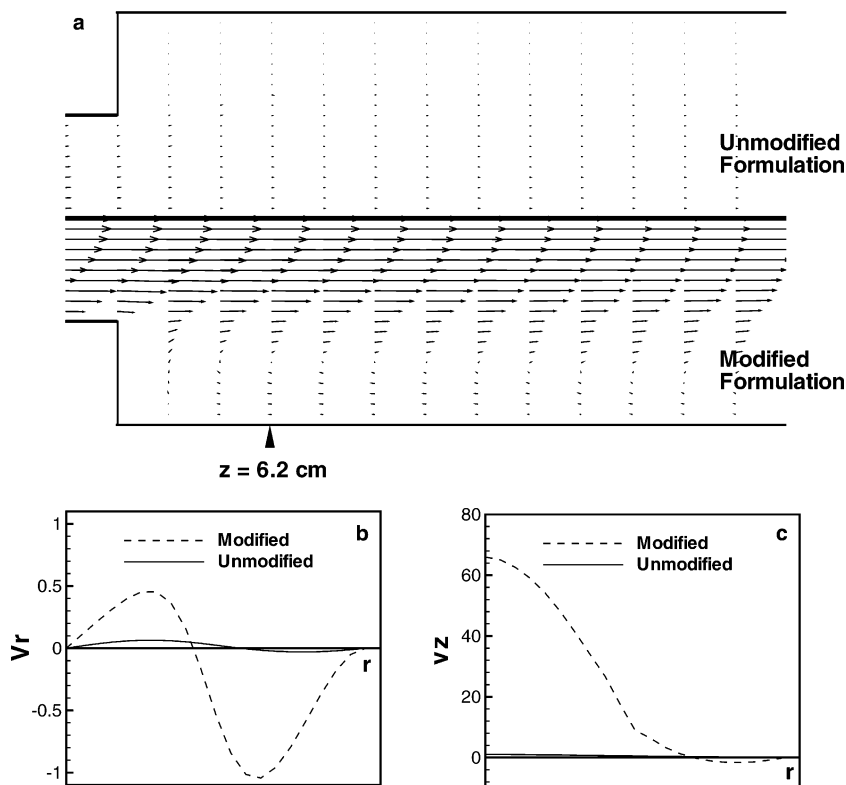 a
Unmodified
Formulation
Modified
Formulation
z = 6.2 cm
b
Modified
Unmodified
1
0.5
0
-0.5
-1
Vr
r
c
Modified
Unmodified
80
60
40
20
0
Vz
r